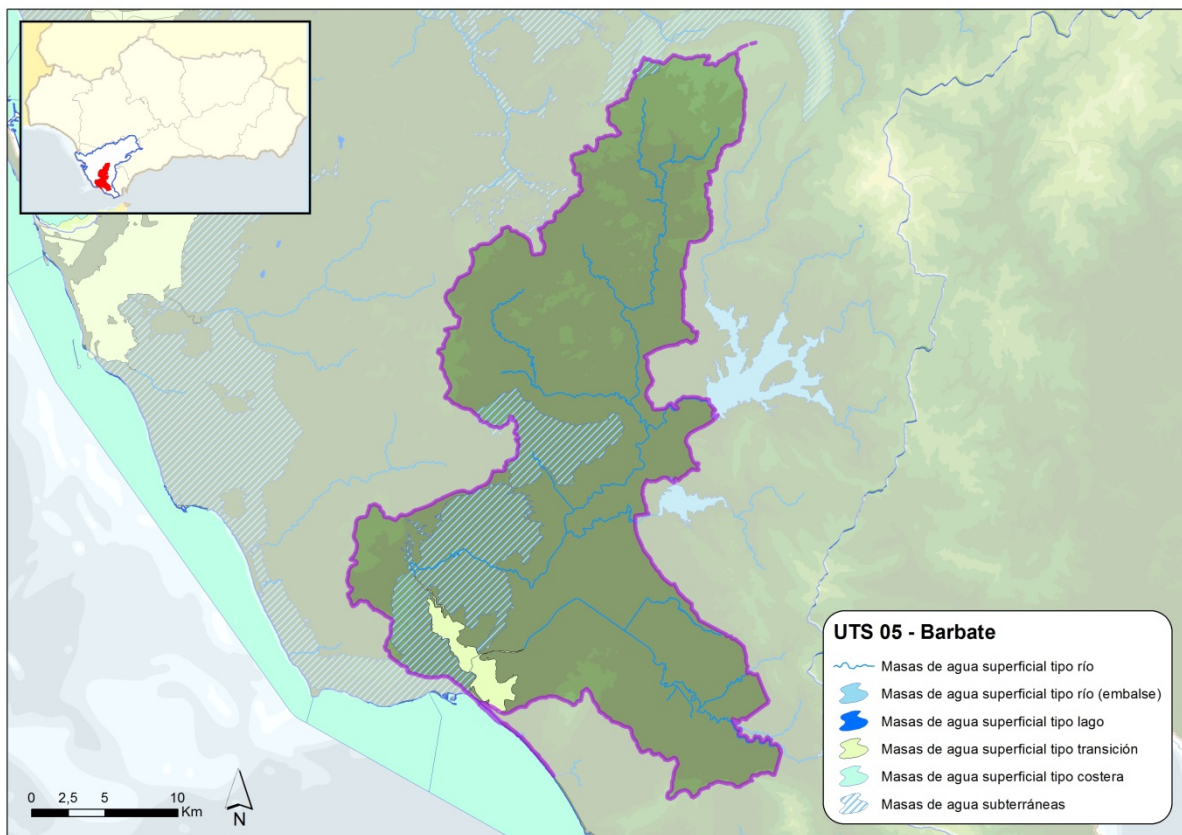 UTS 05 - Barbate
Masas de agua superficial tipo río
Masas de agua superficial tipo río (embalse)
Masas de agua superficial tipo lago
Masas de agua superficial tipo transición
Masas de agua superficial tipo costera
Masas de agua subterráneas
0 2,5 5 10
Km
N